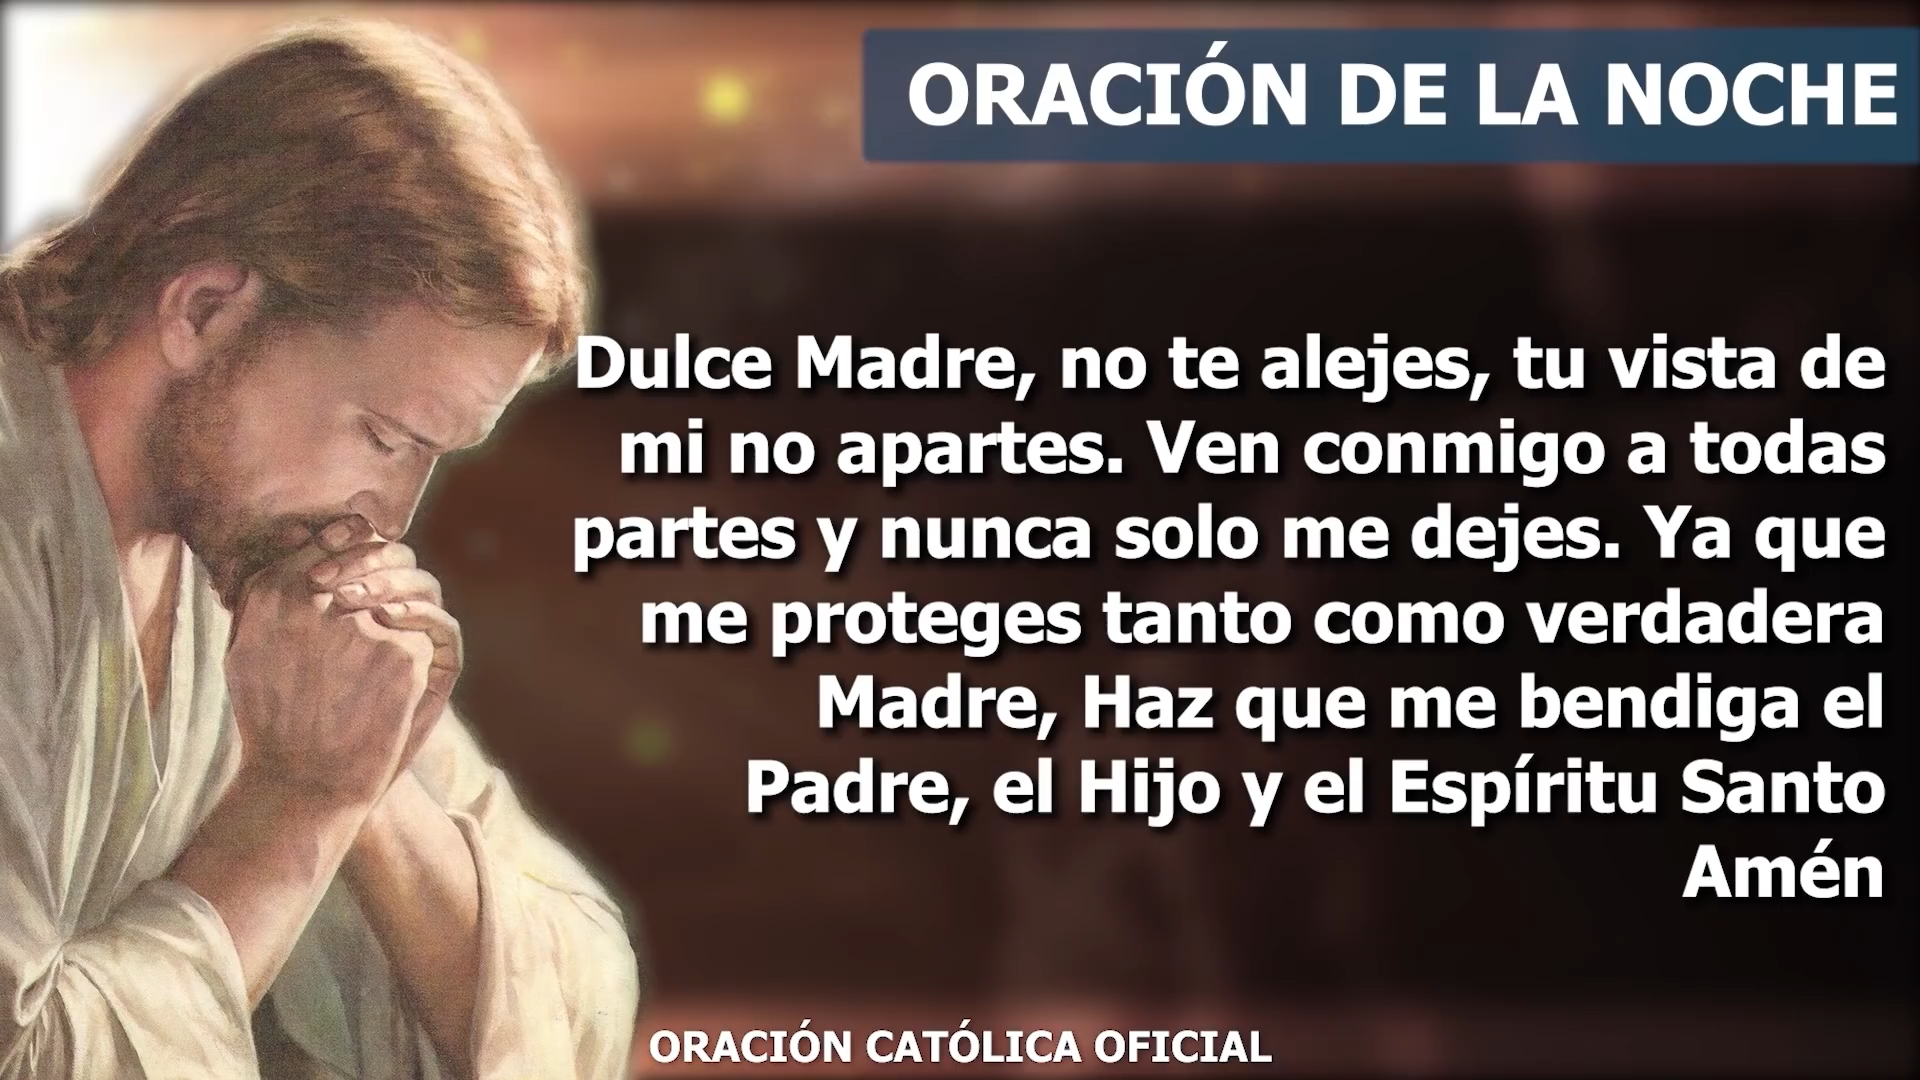 ORACIÓN DE LA NOCHE
Dulce Madre, no te alejes, tu vista de
mi no apartes. Ven conmigo a todas
partes y nunca solo me dejes. Ya que
me proteges tanto como verdadera
Madre, Haz que me bendiga el
Padre, el Hijo y el Espíritu Santo
Amén
ORACIÓN CATÓLICA OFICIAL